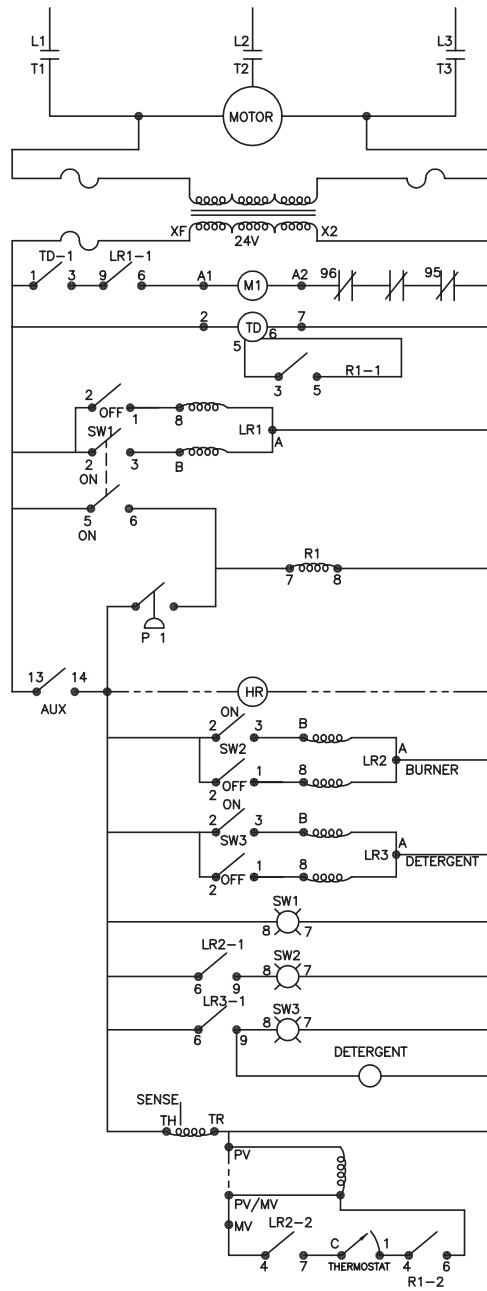 L1 L2 L3
T1 T2 T3
MOTOR
XF 24V X2
TD-1 LR1-1 A1 A2 96 95
1 3 9 6 M1
2 7
TD
5 6
3 5 R1-1
2 OFF 1 8
SW1 LR1 A
2 3 B
ON
5 6
ON
R1
7 8
P 1
13 14
AUX
HR
ON
2 3 B
SW2 LR2 A
BURNER
2 OFF 1 8
ON
2 3 B
SW3 LR3 A
DETERGENT
2 OFF 1 8
SW1
8 7
LR2-1 SW2
6 9 8 7
LR3-1 SW3
6 9 8 7
DETERGENT
SENSE
TH TR
PV
PV/MV
MV
LR2-2 C 1
4 7 THERMOSTAT 4 6
R1-2